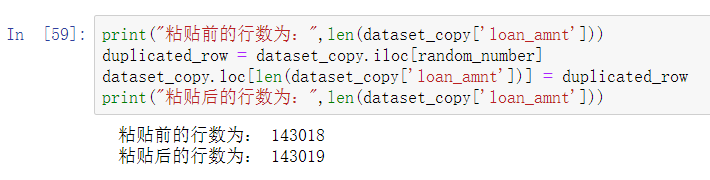 In [59]: print("粘贴前的行数为：",len(dataset_copy['loan_amnt']))
duplicated_row = dataset_copy.iloc[random_number]
dataset_copy.loc[len(dataset_copy['loan_amnt'])] = duplicated_row
print("粘贴后的行数为：",len(dataset_copy['loan_amnt']))
粘贴前的行数为： 143018
粘贴后的行数为： 143019